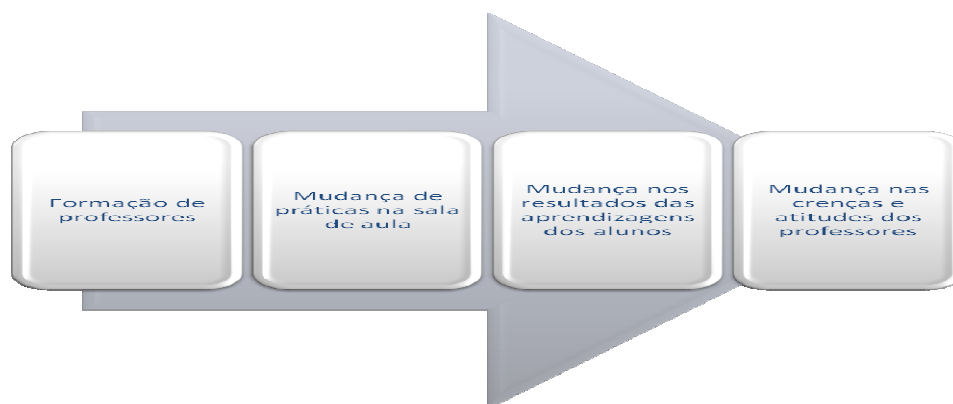 Formação de
professores
Mudança de
práticas na sala
de aula
Mudança nos
resultados das
aprendizagens
dos alunos
Mudança nas
crenças e
atitudes dos
professores